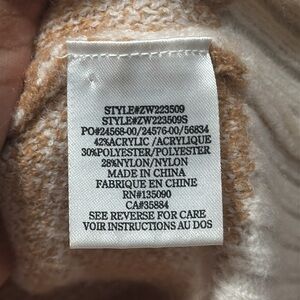 STYLE#ZW223509
STYLE#ZW223509S
PO#24568-00/24576-00/56834
42%ACRYLIC /ACRYLIQUE
30%POLYESTER/POLYESTER
28%NYLON/NYLON
MADE IN CHINA
FABRIQUE EN CHINE
RN#135090
CA#35884
SEE REVERSE FOR CARE
VOIR INSTRUCTIONS AU DOS